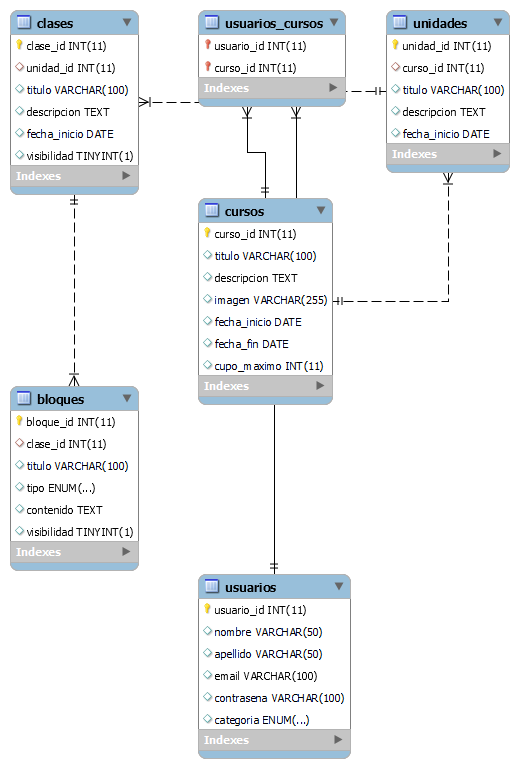 clases
clase_id INT(11)
unidad_id INT(11)
titulo VARCHAR(100)
descripcion TEXT
fecha_inicio DATE
visibilidad TINYINT(1)
Indexes
usuarios_cursos
usuario_id INT(11)
curso_id INT(11)
Indexes
unidades
unidad_id INT(11)
curso_id INT(11)
titulo VARCHAR(100)
descripcion TEXT
fecha_inicio DATE
Indexes
cursos
curso_id INT(11)
titulo VARCHAR(100)
descripcion TEXT
imagen VARCHAR(255)
fecha_inicio DATE
fecha_fin DATE
cupo_maximo INT(11)
Indexes
bloques
bloque_id INT(11)
clase_id INT(11)
titulo VARCHAR(100)
tipo ENUM(...)
contenido TEXT
visibilidad TINYINT(1)
Indexes
usuarios
usuario_id INT(11)
nombre VARCHAR(50)
apellido VARCHAR(50)
email VARCHAR(100)
contrasena VARCHAR(100)
categoria ENUM(...)
Indexes